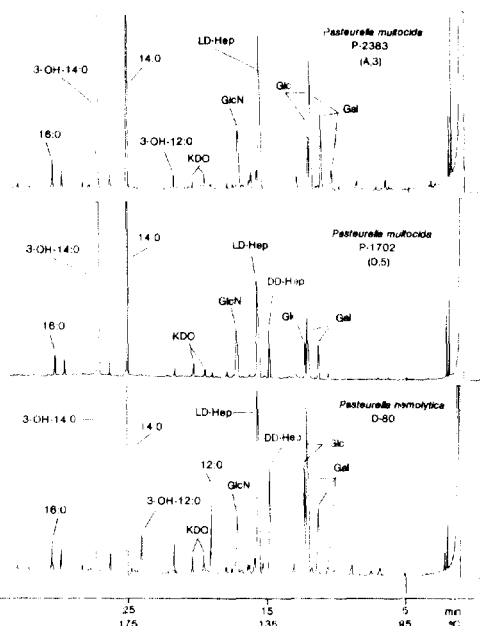 Pasteurella multocida
P-2383
(A,3)
LD-Hep
3-OH-14:0
14:0
Glc
GlcN
Gal
16:0
3-OH-12:0
KDO
Pasteurella multocida
P-1702
(D,5)
3-OH-14:0
14:0
LD-Hep
DD-Hep
GlcN
Gal
16:0
KDO
Pasteurella hemolytica
D-80
3-OH-14:0
14:0
LD-Hep
DD-Hep
Glc
12:0
Gal
3-OH-12:0
GlcN
16:0
KDO
25 15 5 min
175 135 95 °C